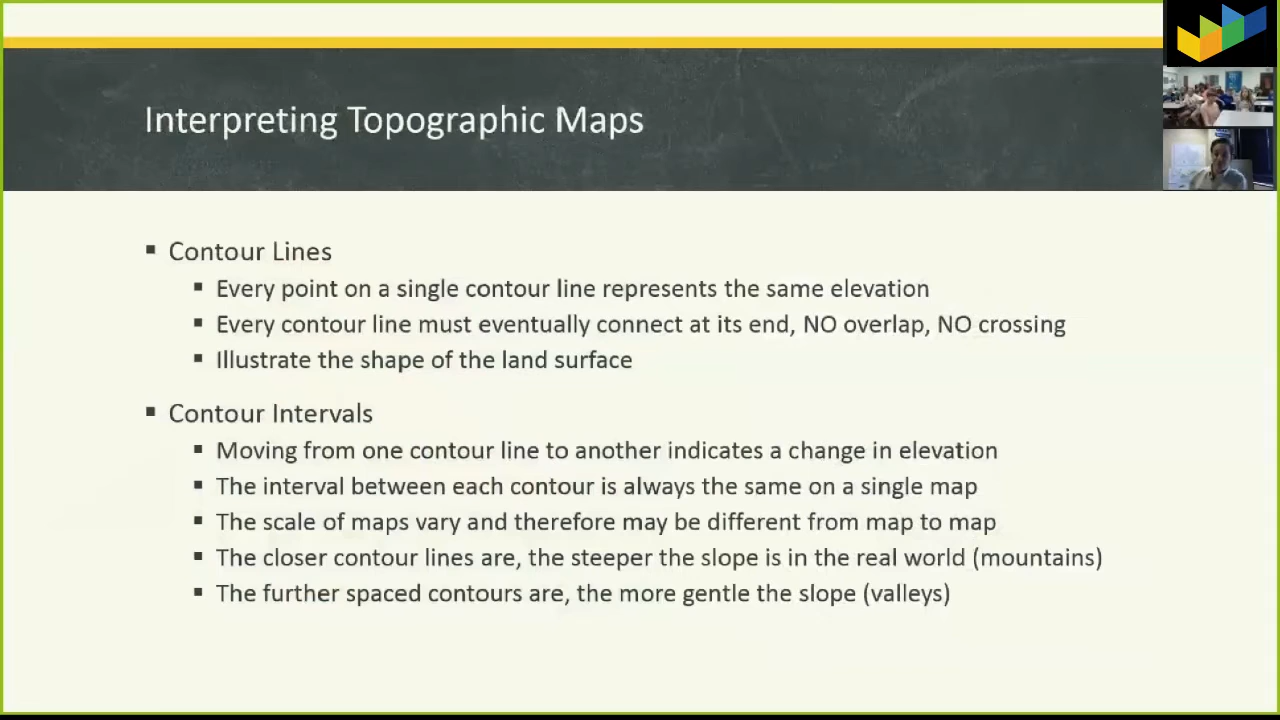 Interpreting Topographic Maps
Contour Lines
Every point on a single contour line represents the same elevation
Every contour line must eventually connect at its end, NO overlap, NO crossing
Illustrate the shape of the land surface
Contour Intervals
Moving from one contour line to another indicates a change in elevation
The interval between each contour is always the same on a single map
The scale of maps vary and therefore may be different from map to map
The closer contour lines are, the steeper the slope is in the real world (mountains)
The further spaced contours are, the more gentle the slope (valleys)